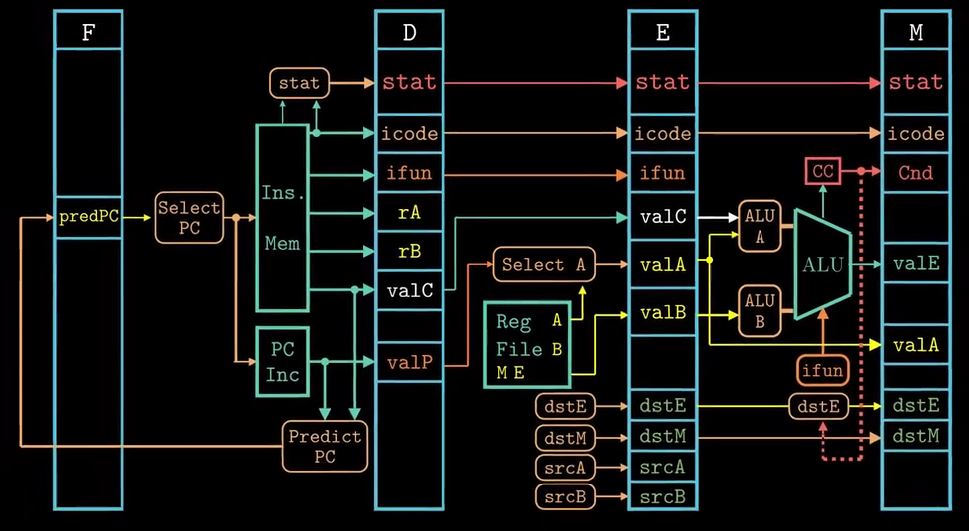 F
D
E
M
stat
stat
stat
stat
icode
icode
icode
ifun
ifun
CC
Cnd
Ins.
Mem
predPC
Select
PC
rA
valC
ALU
A
rB
Select A
valA
ALU
valE
valC
Reg A
File B
M E
valB
ALU
B
PC
Inc
valP
valA
ifun
dstE
dstE
dstE
dstE
Predict
PC
dstM
dstM
dstM
srcA
srcA
srcB
srcB